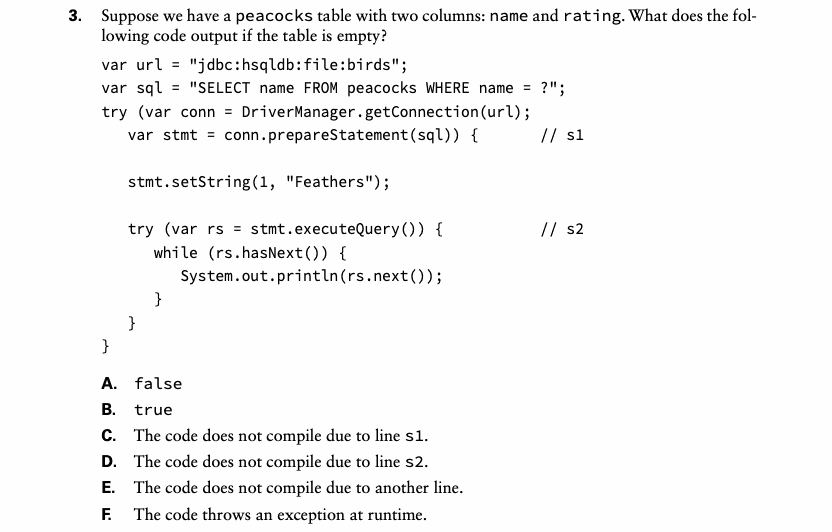 3. Suppose we have a peacocks table with two columns: name and rating. What does the fol-
lowing code output if the table is empty?
var url = "jdbc:hsqldb:file:birds";
var sql = "SELECT name FROM peacocks WHERE name = ?";
try (var conn = DriverManager.getConnection(url);
   var stmt = conn.prepareStatement(sql)) {       // s1
   stmt.setString(1, "Feathers");
   try (var rs = stmt.executeQuery()) {           // s2
      while (rs.hasNext()) {
         System.out.println(rs.next());
      }
   }
}
A. false
B. true
C. The code does not compile due to line s1.
D. The code does not compile due to line s2.
E. The code does not compile due to another line.
F. The code throws an exception at runtime.